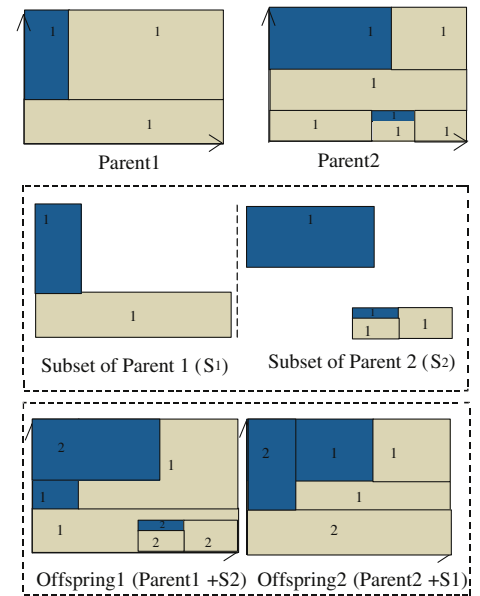 1 1
1
Parent1
1 1
1
1 1 1 1
Parent2
1
1
Subset of Parent 1 (S1)
1
1 1 1
Subset of Parent 2 (S2)
2 1
1
1 2
2 2
Offspring1 (Parent1 +S2)
2 1 1
1
2
Offspring2 (Parent2 +S1)